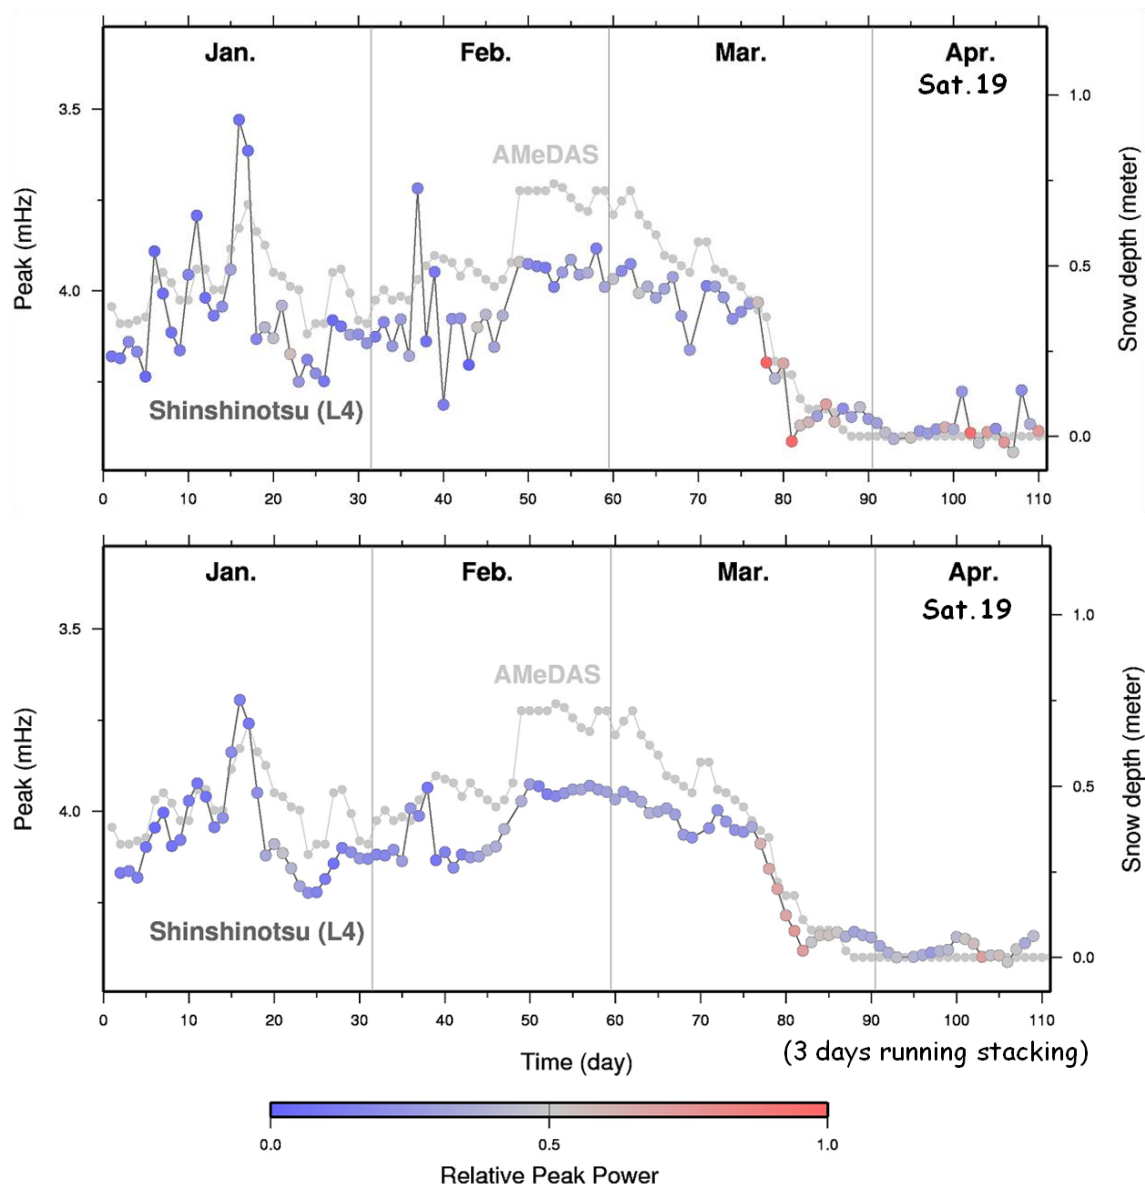 Jan. Feb. Mar. Apr.
Sat.19
AMeDAS
Shinshinotsu (L4)
Peak (mHz)
3.5
4.0
Snow depth (meter)
1.0
0.5
0.0
0 10 20 30 40 50 60 70 80 90 100 110
Jan. Feb. Mar. Apr.
Sat.19
AMeDAS
Shinshinotsu (L4)
Peak (mHz)
3.5
4.0
Snow depth (meter)
1.0
0.5
0.0
0 10 20 30 40 50 60 70 80 90 100 110
Time (day)
(3 days running stacking)
0.0 0.5 1.0
Relative Peak Power